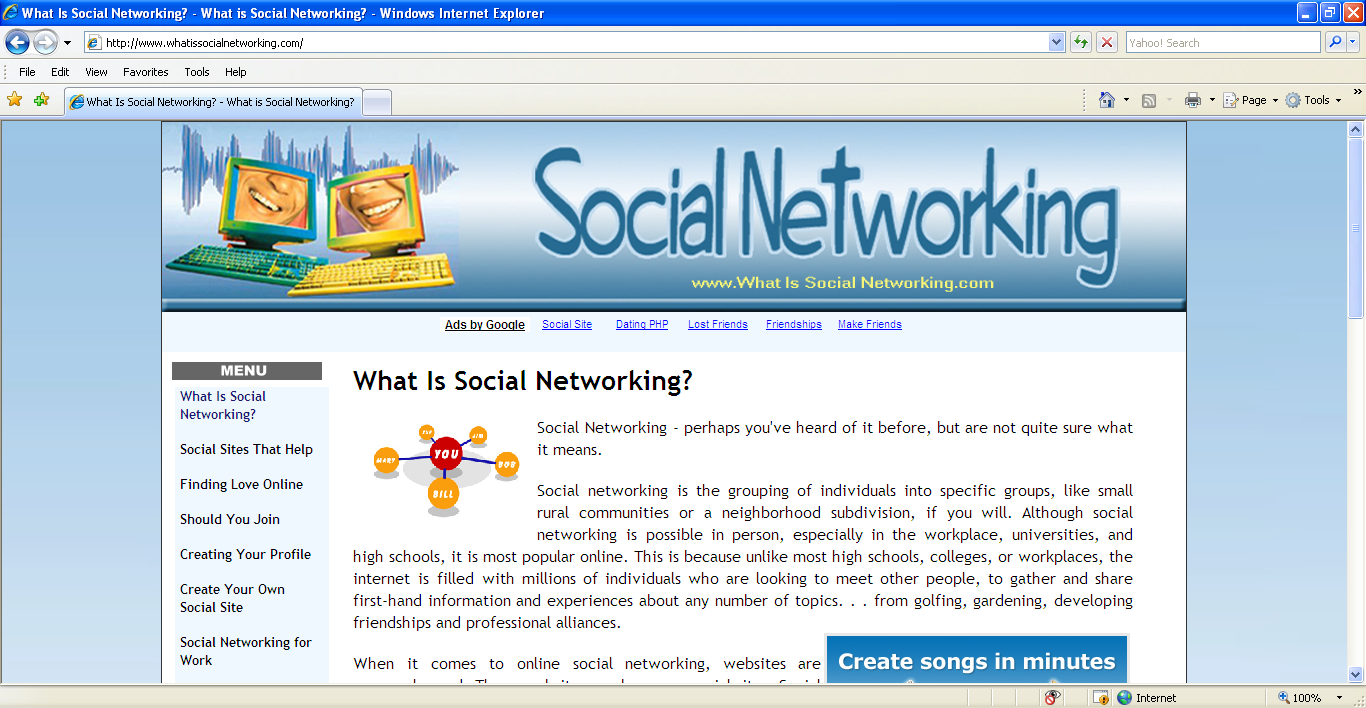 What Is Social Networking? - What is Social Networking? - Windows Internet Explorer
http://www.whatissocialnetworking.com/
Yahoo! Search
File Edit View Favorites Tools Help
What Is Social Networking? - What is Social Networking?
Page Tools
Social Networking
www.What Is Social Networking.com
Ads by Google Social Site Dating PHP Lost Friends Friendships Make Friends
MENU
What Is Social
Networking?
Social Sites That Help
Finding Love Online
Should You Join
Creating Your Profile
Create Your Own
Social Site
Social Networking for
Work
What Is Social Networking?
JIM
MARY
YOU
BOB
BILL
Social Networking - perhaps you've heard of it before, but are not quite sure what
it means.
Social networking is the grouping of individuals into specific groups, like small
rural communities or a neighborhood subdivision, if you will. Although social
networking is possible in person, especially in the workplace, universities, and
high schools, it is most popular online. This is because unlike most high schools, colleges, or workplaces, the
internet is filled with millions of individuals who are looking to meet other people, to gather and share
first-hand information and experiences about any number of topics. . . from golfing, gardening, developing
friendships and professional alliances.
When it comes to online social networking, websites are
Create songs in minutes
Internet
100%